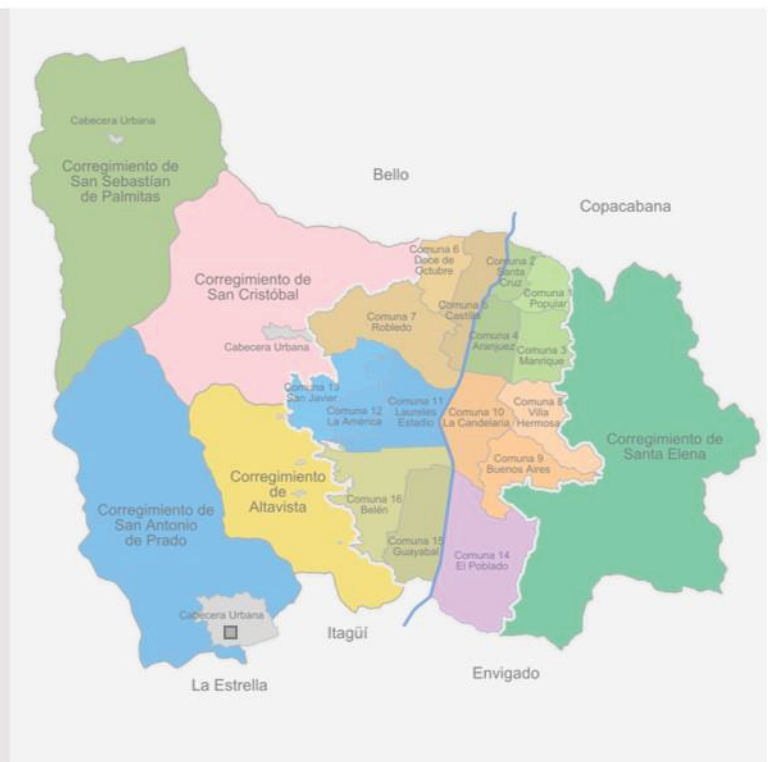 Cabecera Urbana
Corregimiento de
San Sebastían
de Palmitas
Bello
Copacabana
Corregimiento de
San Cristóbal
Cabecera Urbana
Comuna 6
Doce de
Octubre
Comuna 5
Castilla
Comuna 7
Robledo
Comuna 2
Santa
Cruz
Comuna 1
Popular
Comuna 4
Aranjuez
Comuna 3
Manrique
Comuna 13
San Javier
Comuna 12
La América
Comuna 11
Laureles
Estadio
Comuna 10
La Candelaria
Comuna 8
Villa
Hermosa
Comuna 9
Buenos Aires
Corregimiento de
Santa Elena
Corregimiento
de
Altavista
Corregimiento de
San Antonio
de Prado
Comuna 16
Belén
Comuna 15
Guayabal
Comuna 14
El Poblado
Cabecera Urbana
Itagüí
La Estrella
Envigado